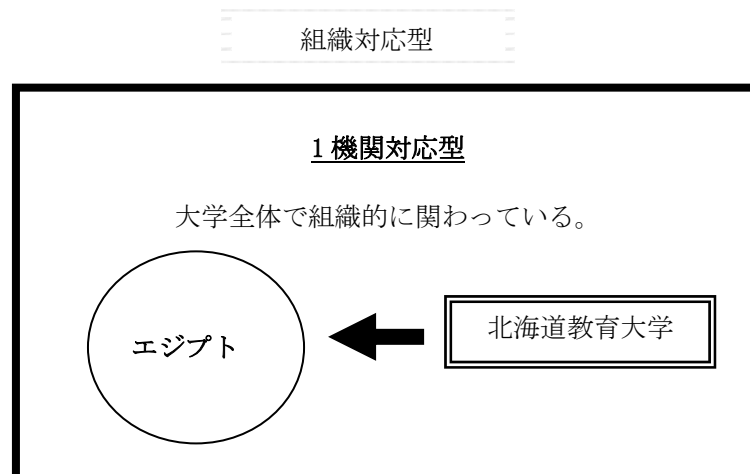 組織対応型
1 機関対応型
大学全体で組織的に関わっている。
エジプト
北海道教育大学